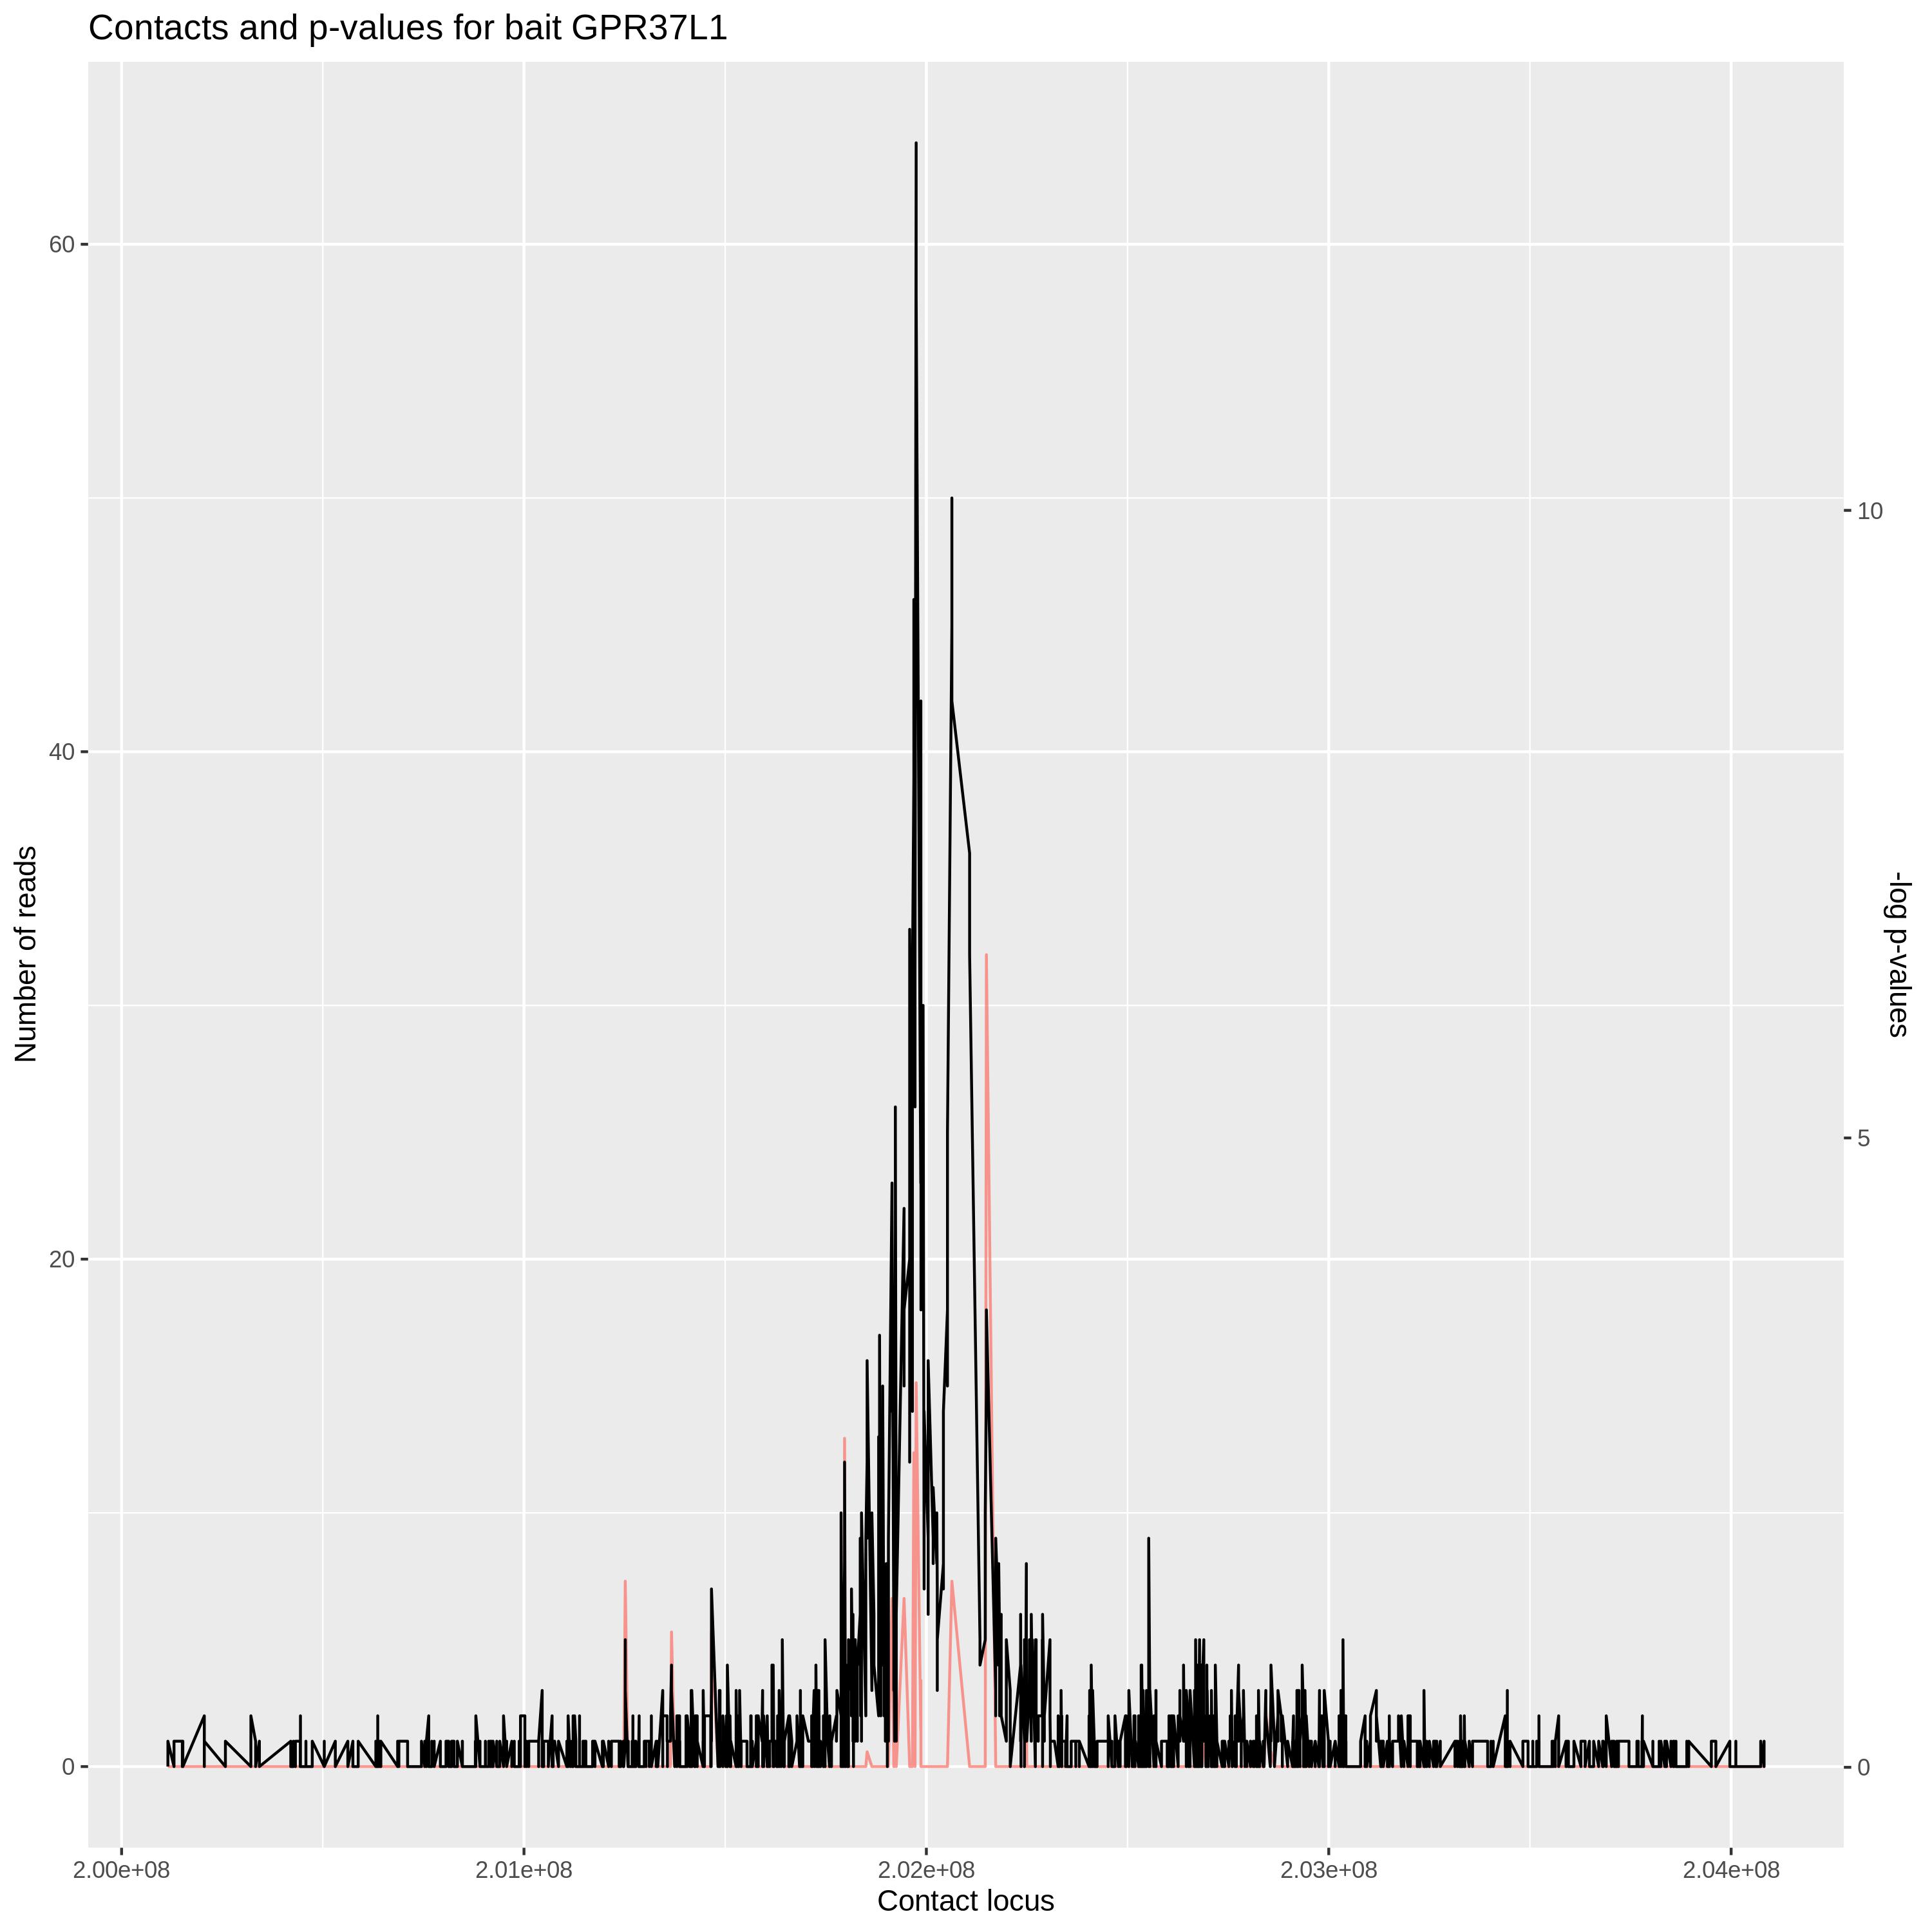 Contacts and p-values for bait GPR37L1
60
40
20
0
10
5
0
Number of reads
-log p-values
2.00e+08
2.01e+08
2.02e+08
2.03e+08
2.04e+08
Contact locus